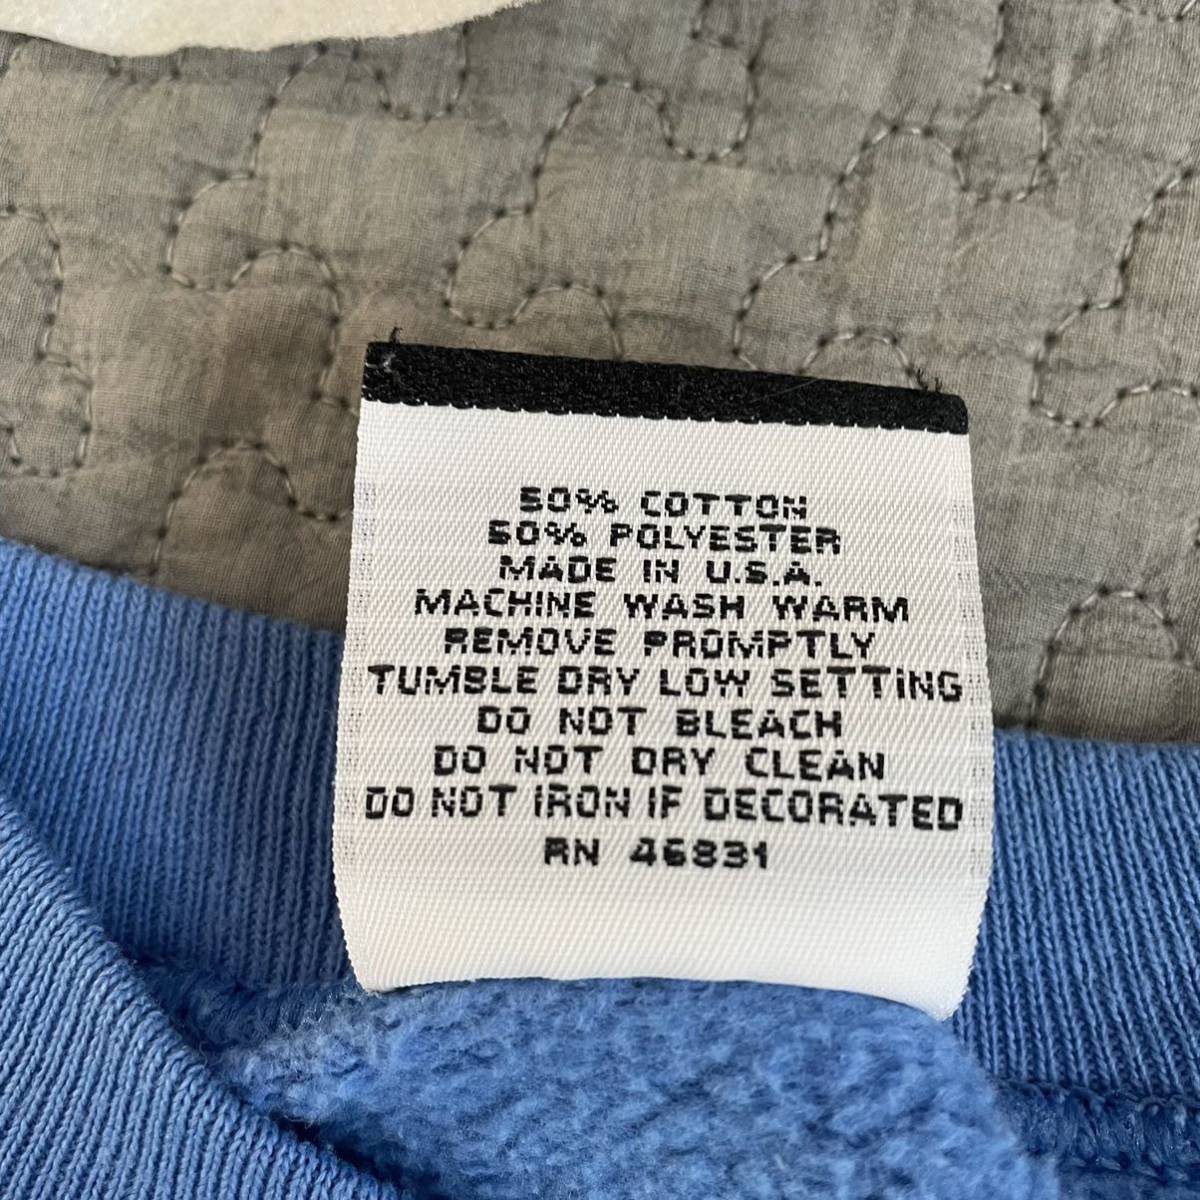 50% COTTON
50% POLYESTER
MADE IN U.S.A.
MACHINE WASH WARM
REMOVE PROMPTLY
TUMBLE DRY LOW SETTING
DO NOT BLEACH
DO NOT DRY CLEAN
DO NOT IRON IF DECORATED
RN 46831